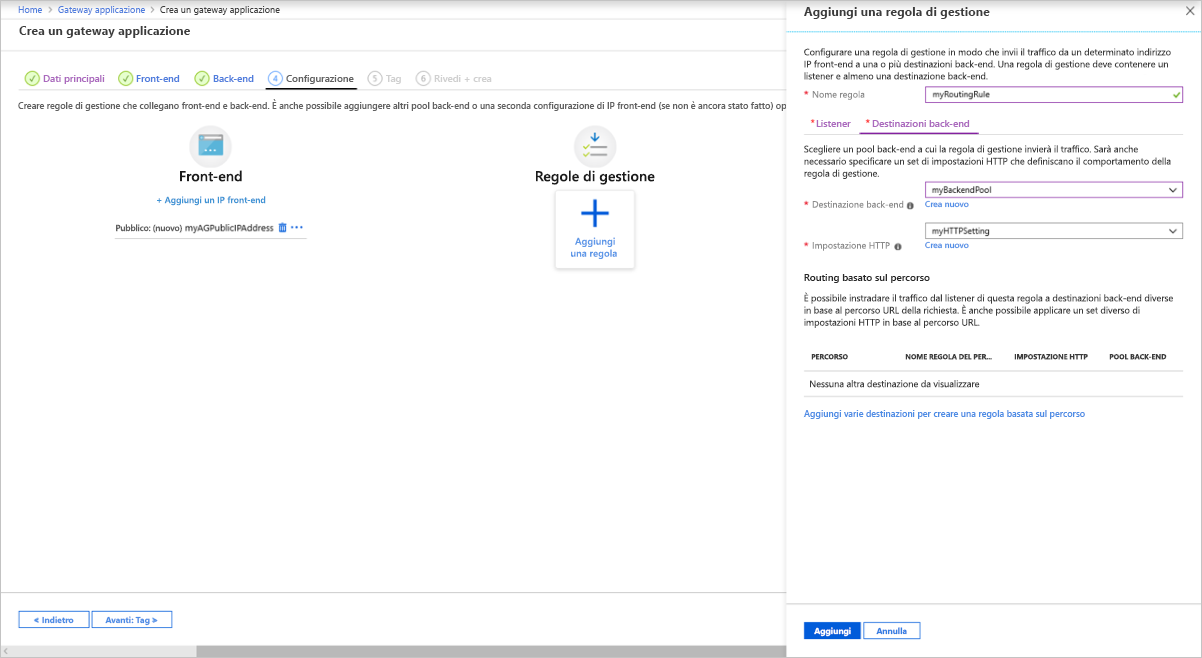 Home > Gateway applicazione > Crea un gateway applicazione
Crea un gateway applicazione
Dati principali Front-end Back-end 4 Configurazione 5 Tag 6 Rivedi + crea
Creare regole di gestione che collegano front-end e back-end. È anche possibile aggiungere altri pool back-end o una seconda configurazione di IP front-end (se non è ancora stato fatto) op
Front-end
+ Aggiungi un IP front-end
Pubblico: (nuovo) myAGPublicIPAddress
Regole di gestione
Aggiungi
una regola
< Indietro Avanti: Tag >
Aggiungi una regola di gestione
Configurare una regola di gestione in modo che invii il traffico da un determinato indirizzo
IP front-end a una o più destinazioni back-end. Una regola di gestione deve contenere un
listener e almeno una destinazione back-end.
* Nome regola myRoutingRule
* Listener * Destinazioni back-end
Scegliere un pool back-end a cui la regola di gestione invierà il traffico. Sarà anche
necessario specificare un set di impostazioni HTTP che definiscano il comportamento della
regola di gestione.
myBackendPool
* Destinazione back-end Crea nuovo
myHTTPSetting
* Impostazione HTTP Crea nuovo
Routing basato sul percorso
È possibile instradare il traffico dal listener di questa regola a destinazioni back-end diverse
in base al percorso URL della richiesta. È anche possibile applicare un set diverso di
impostazioni HTTP in base al percorso URL.
PERCORSO NOME REGOLA DEL PER... IMPOSTAZIONE HTTP POOL BACK-END
Nessuna altra destinazione da visualizzare
Aggiungi varie destinazioni per creare una regola basata sul percorso
Aggiungi Annulla